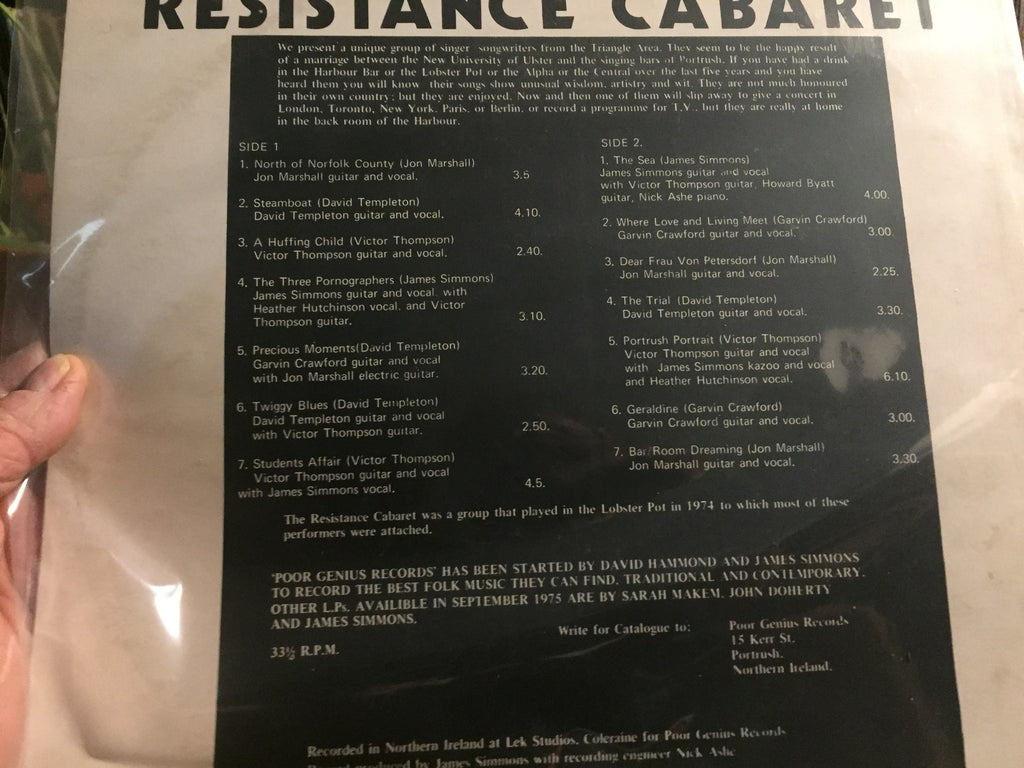 RESISTANCE CABARET
We present a unique group of singer songwriters from the Triangle Area. They seem to be the happy result
of a marriage between the New University of Ulster and the singing bars of Portrush. If you have had a drink
in the Harbour Bar or the Lobster Pot or the Alpha or the Central over the last five years and you have
heard them you will know their songs show unusual wisdom, artistry and wit. They are not much honoured
in their own country; but they are enjoyed. Now and then one of them will slip away to give a concert in
London, Toronto, New York, Paris, or Berlin, or record a programme for T.V., but they are really at home
in the back room of the Harbour.
SIDE 1
1. North of Norfolk County (Jon Marshall)
Jon Marshall guitar and vocal. 3.5
2. Steamboat (David Templeton)
David Templeton guitar and vocal. 4.10.
3. A Huffing Child (Victor Thompson)
Victor Thompson guitar and vocal. 2.40.
4. The Three Pornographers (James Simmons)
James Simmons guitar and vocal with
Heather Hutchinson vocal. and Victor
Thompson guitar. 3.10.
5. Precious Moments(David Templeton)
Garvin Crawford guitar and vocal
with Jon Marshall electric guitar. 3.20.
6. Twiggy Blues (David Templeton)
David Templeton guitar and vocal
with Victor Thompson guitar. 2.50.
7. Students Affair (Victor Thompson)
Victor Thompson guitar and vocal
with James Simmons vocal. 4.5.
SIDE 2.
1. The Sea (James Simmons)
James Simmons guitar and vocal
with Victor Thompson guitar, Howard Byatt
guitar, Nick Ashe piano. 4.00.
2. Where Love and Living Meet (Garvin Crawford)
Garvin Crawford guitar and vocal. 3.00.
3. Dear Frau Von Petersdorf (Jon Marshall)
Jon Marshall guitar and vocal. 2.25.
4. The Trial (David Templeton)
David Templeton guitar and vocal. 3.30.
5. Portrush Portrait (Victor Thompson)
Victor Thompson guitar and vocal
with James Simmons kazoo and vocal
and Heather Hutchinson vocal. 6.10.
6. Geraldine (Garvin Crawford)
Garvin Crawford guitar and vocal. 3.00.
7. Bar/Room Dreaming (Jon Marshall)
Jon Marshall guitar and vocal. 3.30.
The Resistance Cabaret was a group that played in the Lobster Pot in 1974 to which most of these
performers were attached.
'POOR GENIUS RECORDS' HAS BEEN STARTED BY DAVID HAMMOND AND JAMES SIMMONS
TO RECORD THE BEST FOLK MUSIC THEY CAN FIND, TRADITIONAL AND CONTEMPORARY.
OTHER L.Ps. AVAILIBLE IN SEPTEMBER 1975 ARE BY SARAH MAKEM, JOHN DOHERTY
AND JAMES SIMMONS.
Write for Catalogue to: Poor Genius Records
15 Kerr St.
Portrush.
Northern Ireland.
33⅓ R.P.M.
Recorded in Northern Ireland at Lek Studios, Coleraine for Poor Genius Records
produced by James Simmons with recording engineer Nick Ashe